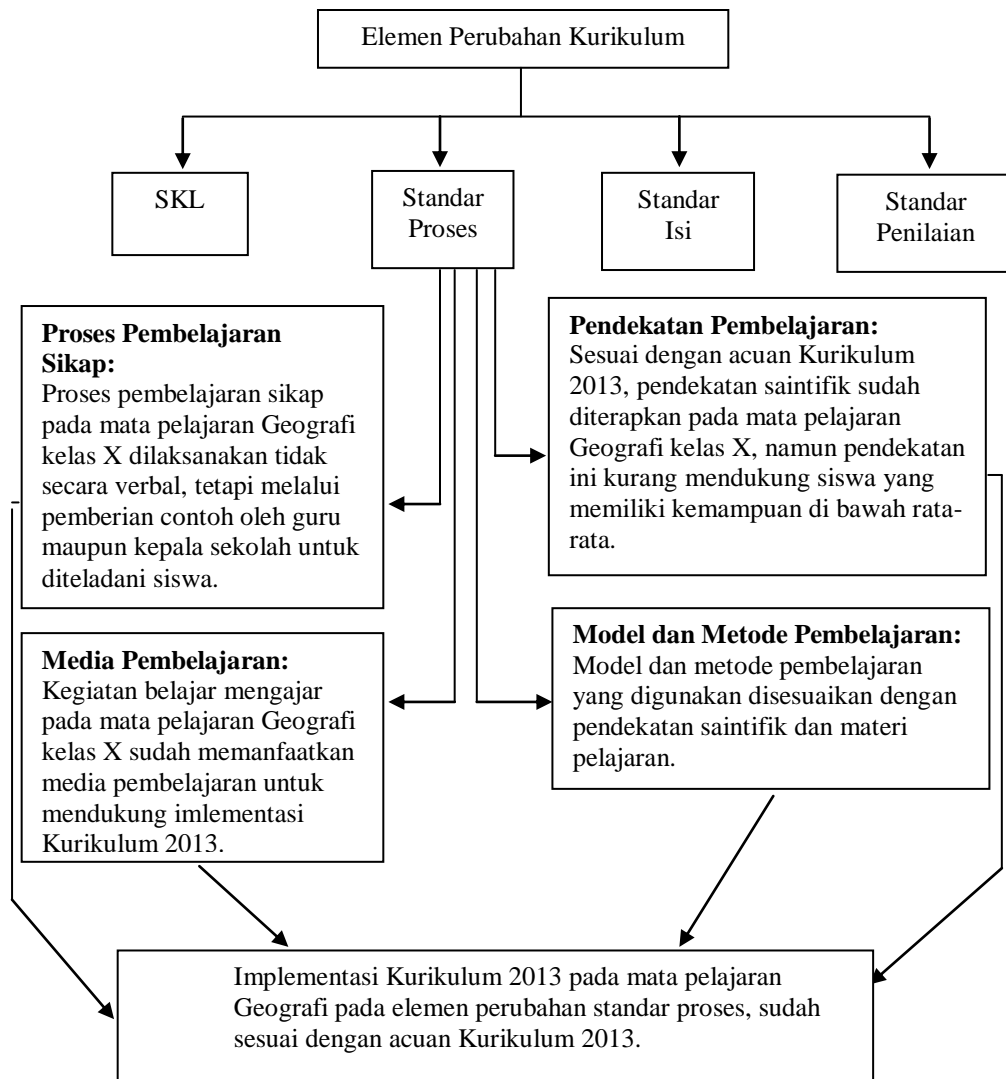 Elemen Perubahan Kurikulum
SKL
Standar
Proses
Standar
Isi
Standar
Penilaian
Proses Pembelajaran
Sikap:
Proses pembelajaran sikap
pada mata pelajaran Geografi
kelas X dilaksanakan tidak
secara verbal, tetapi melalui
pemberian contoh oleh guru
maupun kepala sekolah untuk
diteladani siswa.
Pendekatan Pembelajaran:
Sesuai dengan acuan Kurikulum
2013, pendekatan saintifik sudah
diterapkan pada mata pelajaran
Geografi kelas X, namun pendekatan
ini kurang mendukung siswa yang
memiliki kemampuan di bawah rata-
rata.
Media Pembelajaran:
Kegiatan belajar mengajar
pada mata pelajaran Geografi
kelas X sudah memanfaatkan
media pembelajaran untuk
mendukung imlementasi
Kurikulum 2013.
Model dan Metode Pembelajaran:
Model dan metode pembelajaran
yang digunakan disesuaikan dengan
pendekatan saintifik dan materi
pelajaran.
Implementasi Kurikulum 2013 pada mata pelajaran
Geografi pada elemen perubahan standar proses, sudah
sesuai dengan acuan Kurikulum 2013.